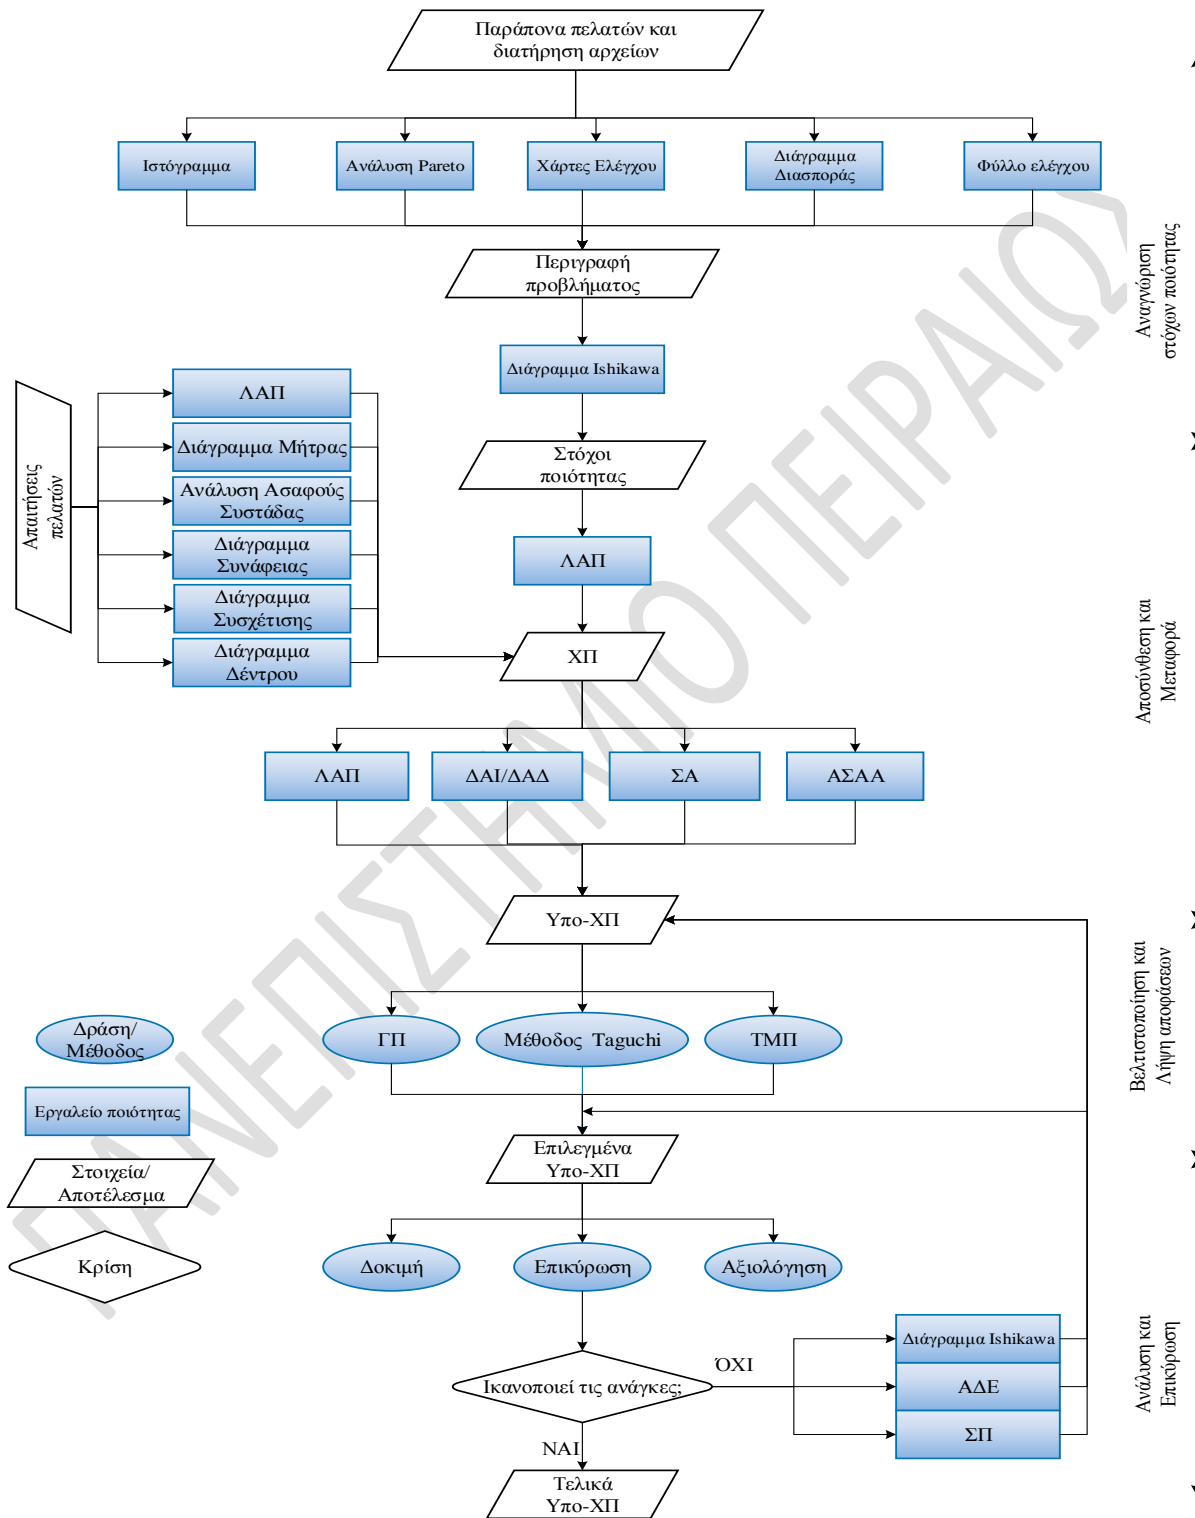 Παράπονα πελατών και
διατήρηση αρχείων
Ιστόγραμμα
Ανάλυση Pareto
Χάρτες Ελέγχου
Διάγραμμα
Διασποράς
Φύλλο ελέγχου
Περιγραφή
προβλήματος
Διάγραμμα Ishikawa
Στόχοι
ποιότητας
ΛΑΠ
Απαιτήσεις
πελατών
ΛΑΠ
Διάγραμμα Μήτρας
Ανάλυση Ασαφούς
Συστάδας
Διάγραμμα
Συνάφειας
Διάγραμμα
Συσχέτισης
Διάγραμμα
Δέντρου
ΧΠ
ΛΑΠ
ΔΑΙ/ΔΑΔ
ΣΑ
ΑΣΑΑ
Υπο-ΧΠ
ΓΠ
Μέθοδος Taguchi
ΤΜΠ
Επιλεγμένα
Υπο-ΧΠ
Δοκιμή
Επικύρωση
Αξιολόγηση
Ικανοποιεί τις ανάγκες;
ΌΧΙ
ΝΑΙ
Διάγραμμα Ishikawa
ΑΔΕ
ΣΠ
Τελικά
Υπο-ΧΠ
Δράση/
Μέθοδος
Εργαλείο ποιότητας
Στοιχεία/
Αποτέλεσμα
Κρίση
Αναγνώριση
στόχων ποιότητας
Αποσύνθεση και
Μεταφορά
Βελτιστοποίηση και
Λήψη αποφάσεων
Ανάλυση και
Επικύρωση
ΠΑΝΕΠΙΣΤΗΜΙΟ ΠΕΙΡΑΙΩΣ